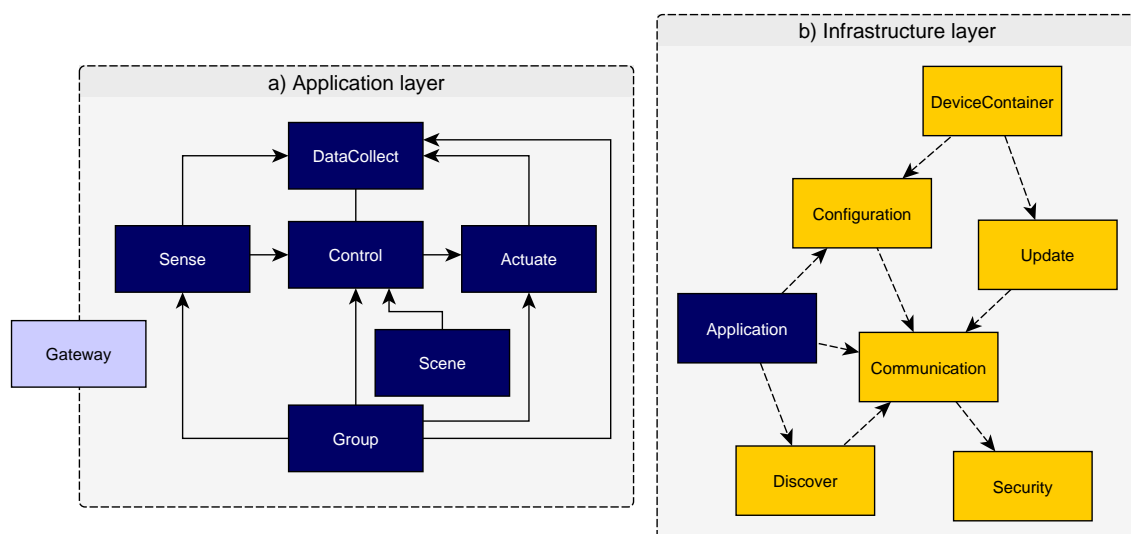 a) Application layer
DataCollect
Sense
Control
Actuate
Gateway
Scene
Group
b) Infrastructure layer
DeviceContainer
Configuration
Update
Application
Communication
Discover
Security